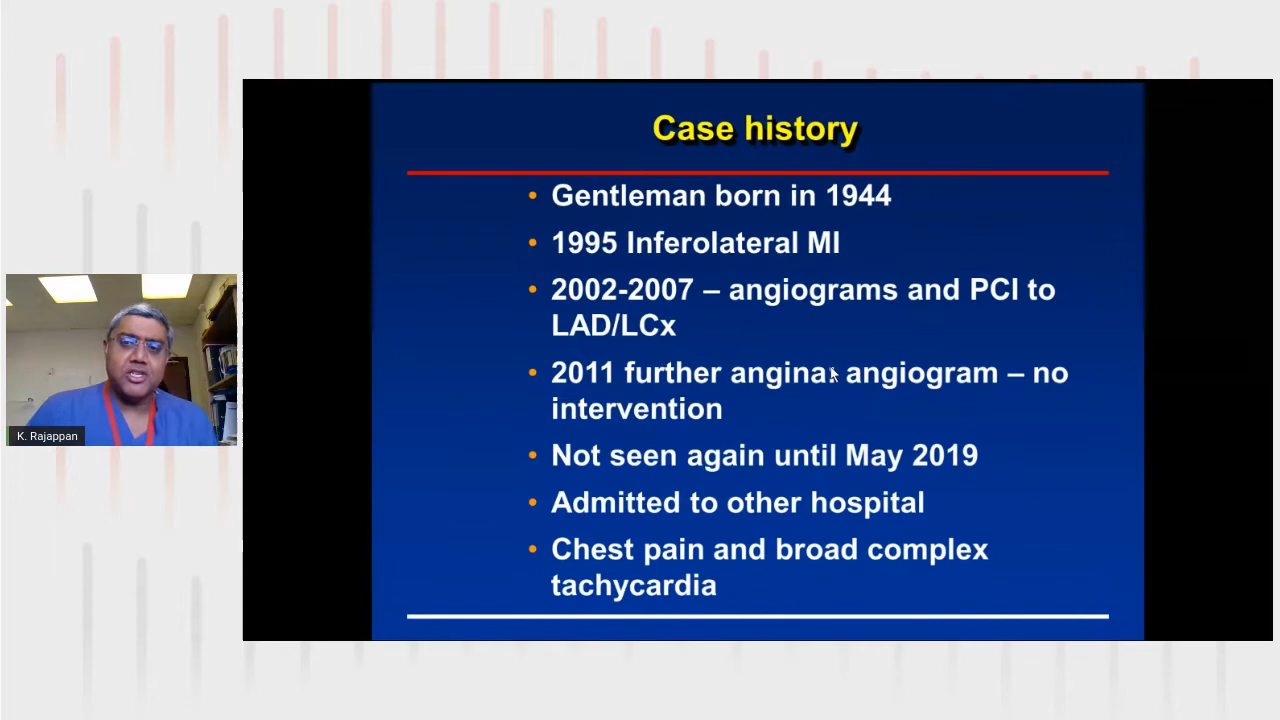 Case history
• Gentleman born in 1944
• 1995 Inferolateral MI
• 2002-2007 – angiograms and PCI to
LAD/LCx
• 2011 further angina: angiogram – no
intervention
• Not seen again until May 2019
• Admitted to other hospital
• Chest pain and broad complex
tachycardia
K. Rajappan